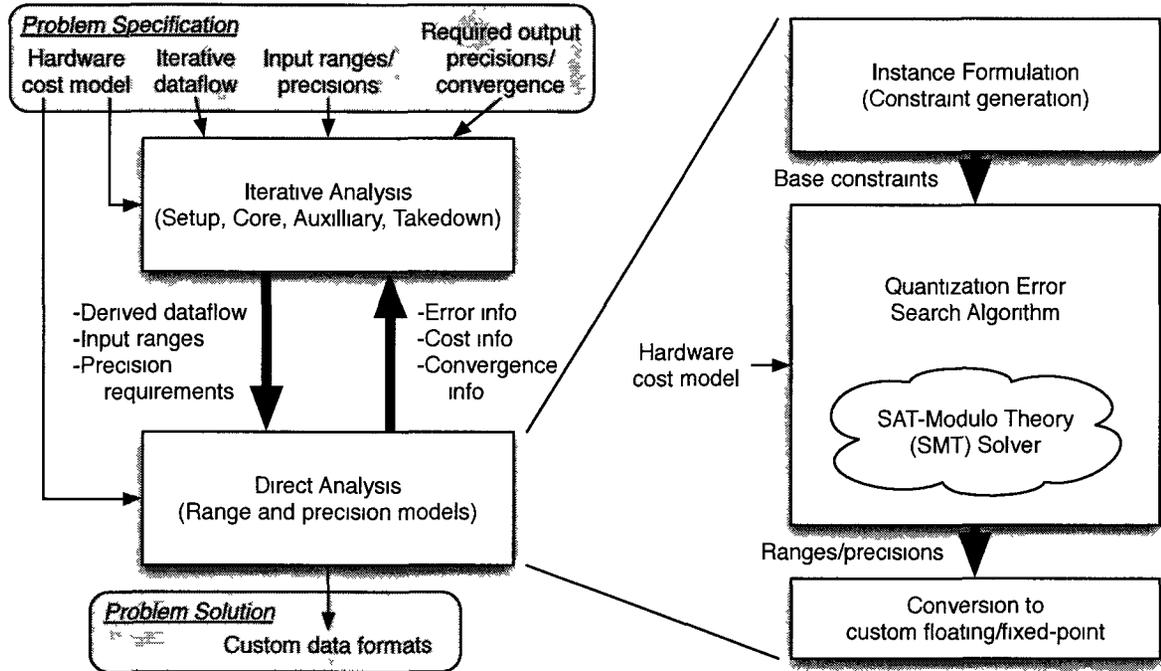 Problem Specification
Hardware
cost model
Iterative
dataflow
Input ranges/
precisions
Required output
precisions/
convergence
Iterative Analysis
(Setup, Core, Auxilliary, Takedown)
-Derived dataflow
-Input ranges
-Precision
requirements
-Error info
-Cost info
-Convergence
info
Direct Analysis
(Range and precision models)
Problem Solution
Custom data formats
Instance Formulation
(Constraint generation)
Base constraints
Hardware
cost model
Quantization Error
Search Algorithm
SAT-Modulo Theory
(SMT) Solver
Ranges/precisions
Conversion to
custom floating/fixed-point